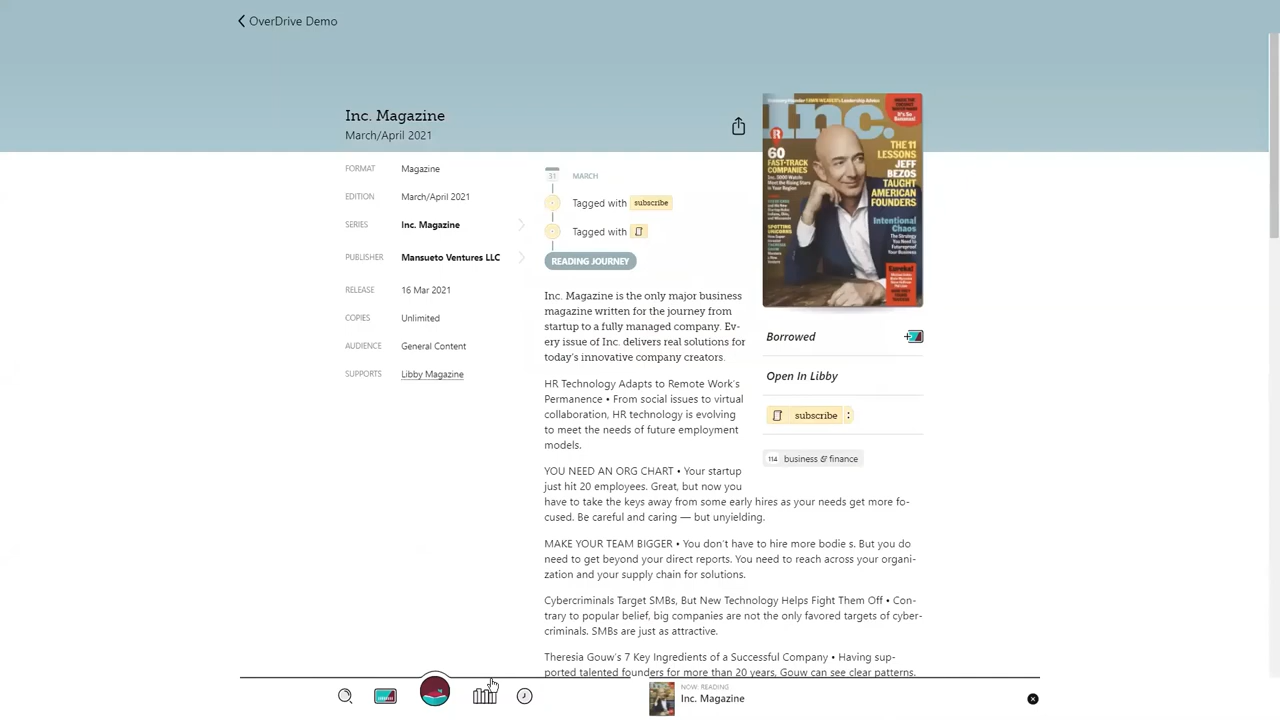 OverDrive Demo
Inc. Magazine
March/April 2021
FORMAT Magazine
EDITION March/April 2021
SERIES Inc. Magazine
PUBLISHER Mansueto Ventures LLC
RELEASE 16 Mar 2021
COPIES Unlimited
AUDIENCE General Content
SUPPORTS Libby Magazine
31 MARCH
Tagged with subscribe
Tagged with
READING JOURNEY
Inc. Magazine is the only major business
magazine written for the journey from
startup to a fully managed company. Ev-
ery issue of Inc. delivers real solutions for
today's innovative company creators.
HR Technology Adapts to Remote Work's
Permanence • From social issues to virtual
collaboration, HR technology is evolving
to meet the needs of future employment
models.
YOU NEED AN ORG CHART • Your startup
just hit 20 employees. Great, but now you
have to take the keys away from some early hires as your needs get more fo-
cused. Be careful and caring — but unyielding.
MAKE YOUR TEAM BIGGER • You don't have to hire more bodie s. But you do
need to get beyond your direct reports. You need to reach across your organi-
zation and your supply chain for solutions.
Cybercriminals Target SMBs, But New Technology Helps Fight Them Off • Con-
trary to popular belief, big companies are not the only favored targets of cyber-
criminals. SMBs are just as attractive.
Theresia Gouw's 7 Key Ingredients of a Successful Company • Having sup-
ported talented founders for more than 20 years, Gouw can see clear patterns.
Inc.
60
FAST-TRACK
COMPANIES
THE 11
LESSONS
JEFF
BEZOS
TAUGHT
AMERICAN
FOUNDERS
Intentional
Chaos
Borrowed
Open In Libby
subscribe
114 business & finance
NOW: READING
Inc. Magazine